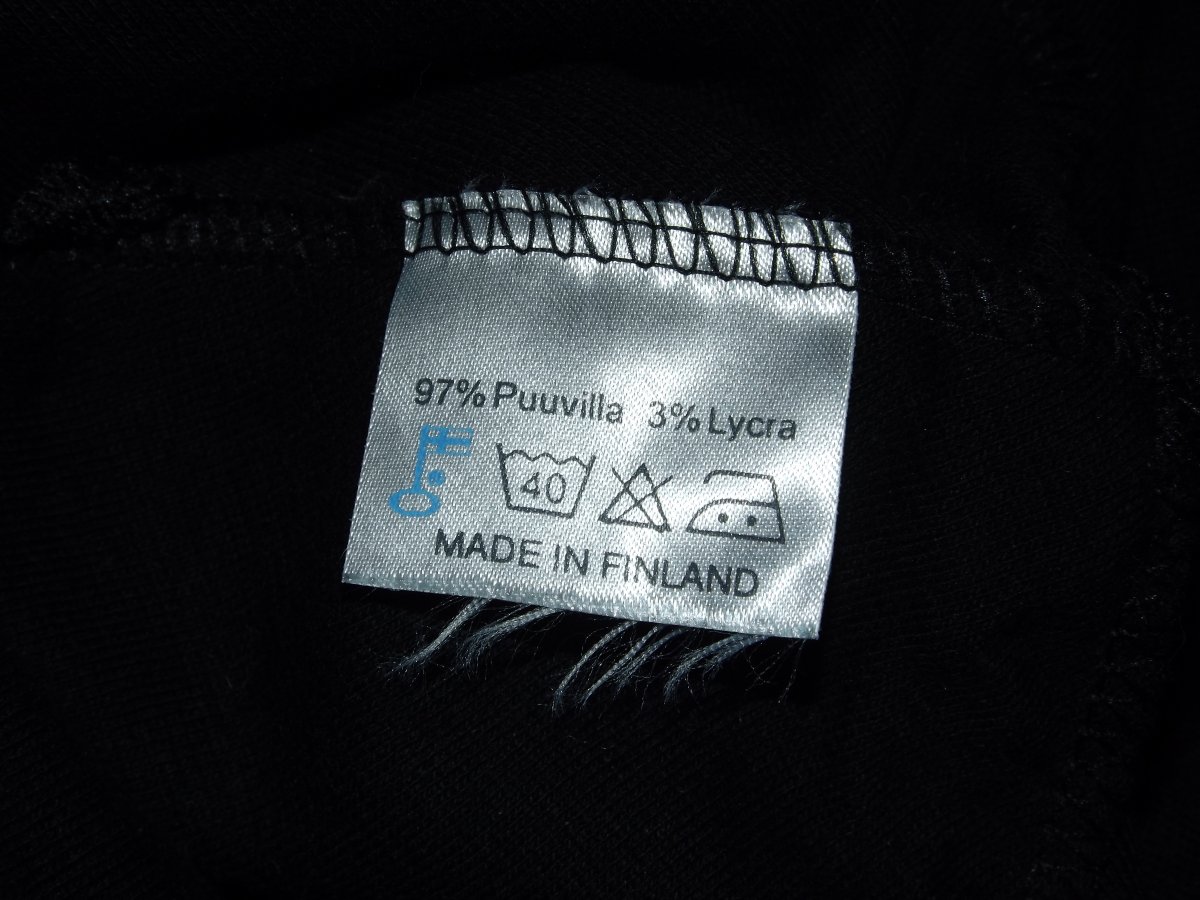 97% Puuvilla 3% Lycra
40
MADE IN FINLAND